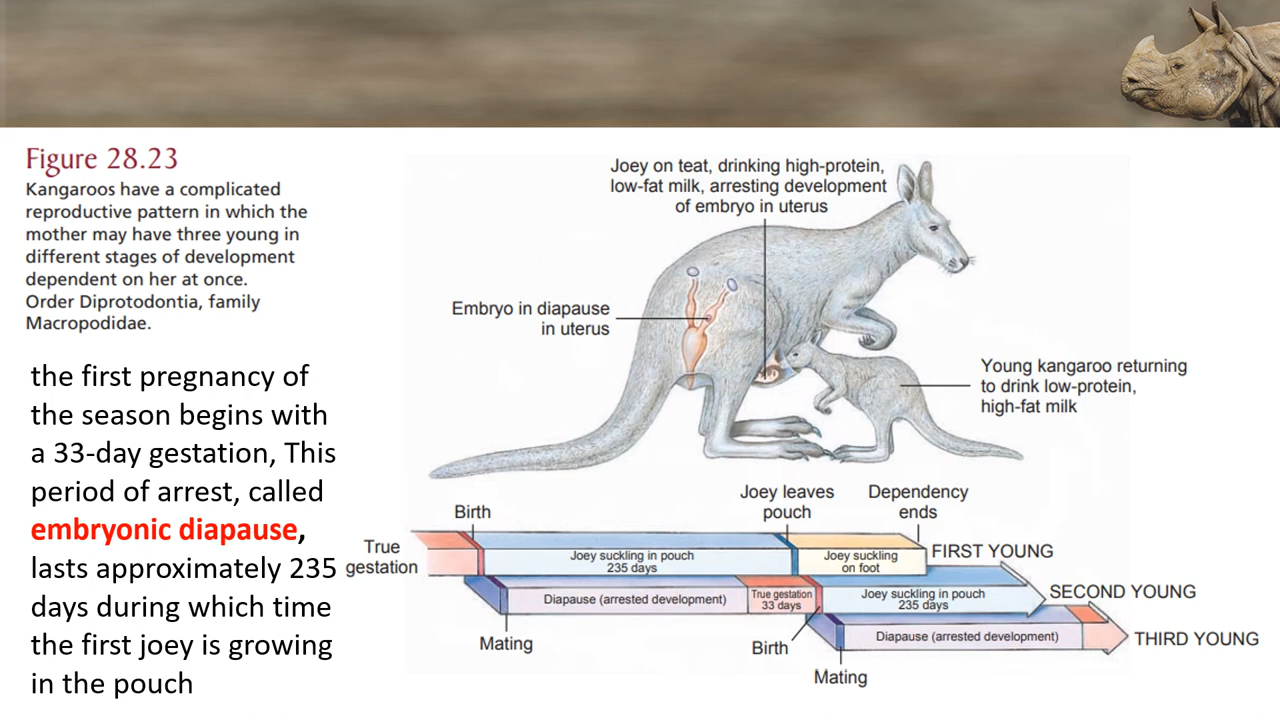 Figure 28.23
Kangaroos have a complicated
reproductive pattern in which the
mother may have three young in
different stages of development
dependent on her at once.
Order Diprotodontia, family
Macropodidae.
the first pregnancy of
the season begins with
a 33-day gestation, This
period of arrest, called
embryonic diapause,
lasts approximately 235
days during which time
the first joey is growing
in the pouch
Joey on teat, drinking high-protein,
low-fat milk, arresting development
of embryo in uterus
Embryo in diapause
in uterus
Young kangaroo returning
to drink low-protein,
high-fat milk
Birth
Joey leaves
pouch
Dependency
ends
True
gestation
Joey suckling in pouch
235 days
Joey suckling
on foot
FIRST YOUNG
Diapause (arrested development)
True gestation
33 days
Joey suckling in pouch
235 days
SECOND YOUNG
Mating
Birth
Diapause (arrested development)
THIRD YOUNG
Mating